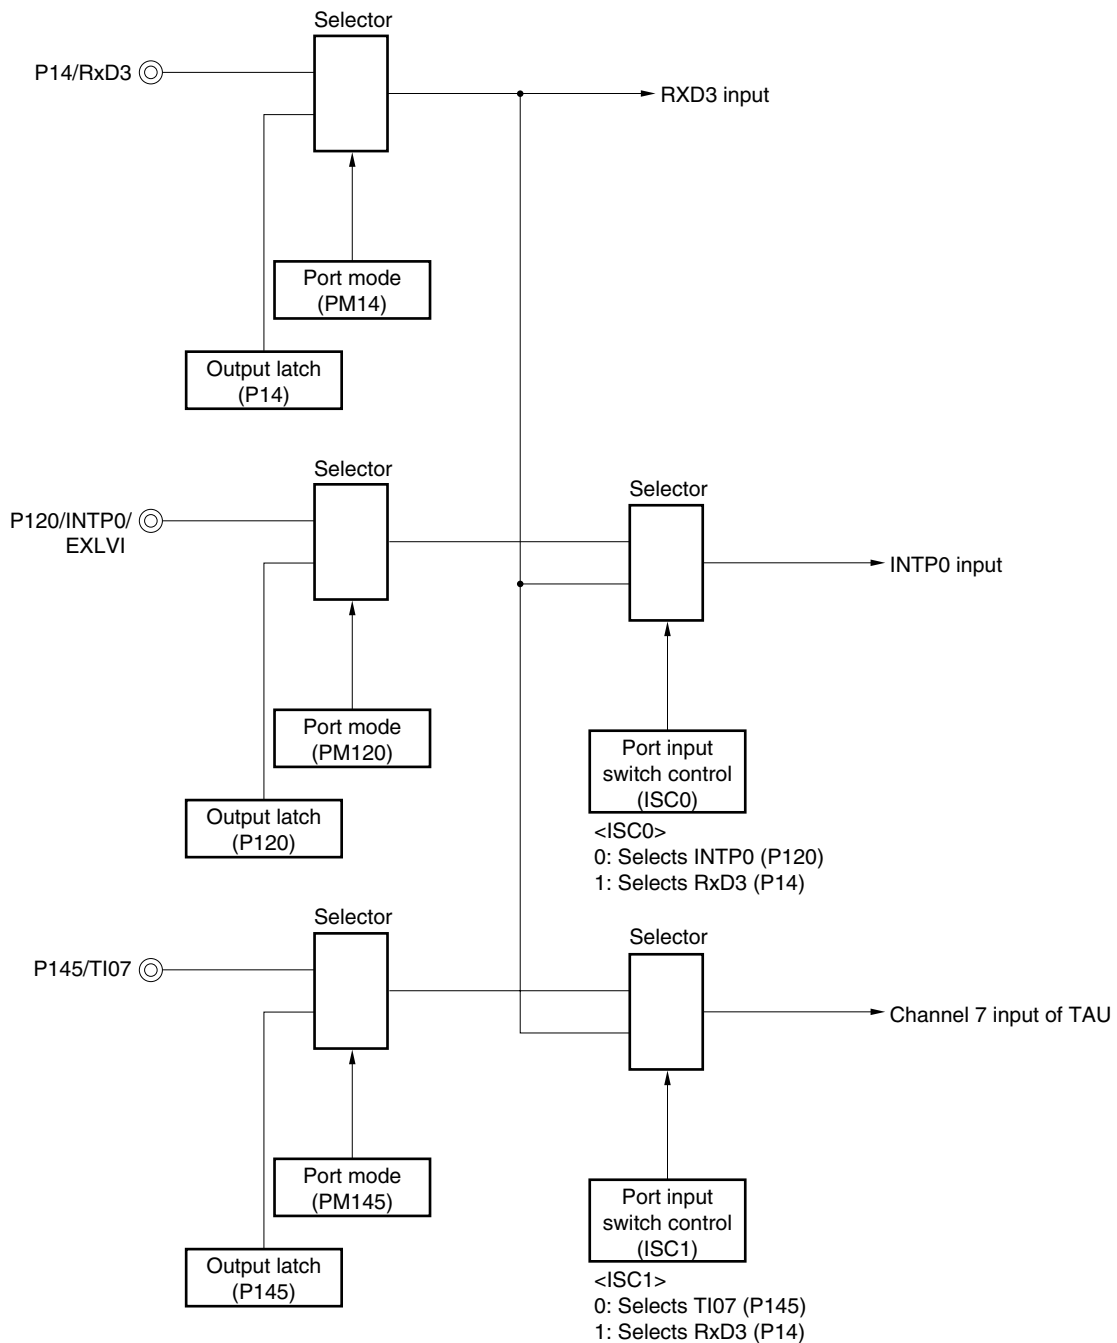 Selector
P14/RxD3
RXD3 input
Port mode
(PM14)
Output latch
(P14)
Selector
P120/INTP0/
EXLVI
Selector
INTP0 input
Port mode
(PM120)
Output latch
(P120)
Port input
switch control
(ISC0)
<ISC0>
0: Selects INTP0 (P120)
1: Selects RxD3 (P14)
Selector
P145/TI07
Selector
Channel 7 input of TAU
Port mode
(PM145)
Output latch
(P145)
Port input
switch control
(ISC1)
<ISC1>
0: Selects TI07 (P145)
1: Selects RxD3 (P14)